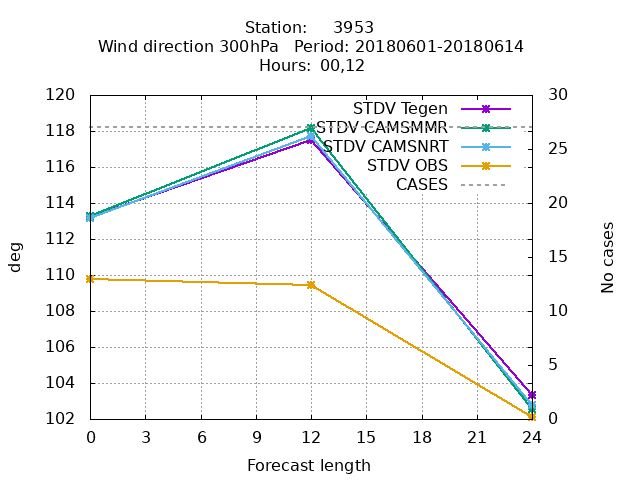 Station: 3953
Wind direction 300hPa Period: 20180601-20180614
Hours: 00,12
120
118
116
114
112
110
108
106
104
102
deg
STDV Tegen
STDV CAMSMMR
STDV CAMSNRT
STDV OBS
CASES
30
25
20
15
10
5
0
No cases
0 3 6 9 12 15 18 21 24
Forecast length